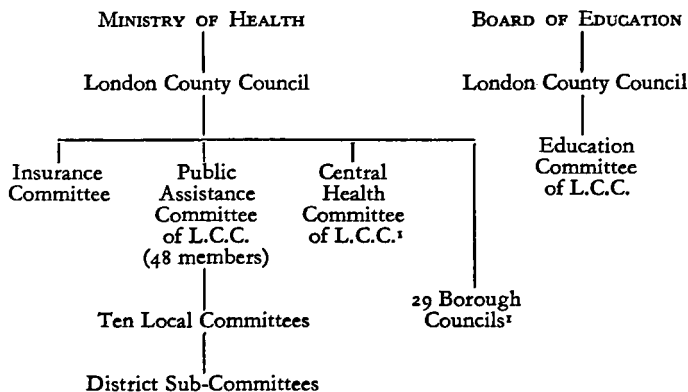 MINISTRY OF HEALTH
BOARD OF EDUCATION
London County Council
London County Council
Insurance
Committee
Public
Assistance
Committee
of L.C.C.
(48 members)
Central
Health
Committee
of L.C.C.¹
Education
Committee
of L.C.C.
29 Borough
Councils¹
Ten Local Committees
District Sub-Committees